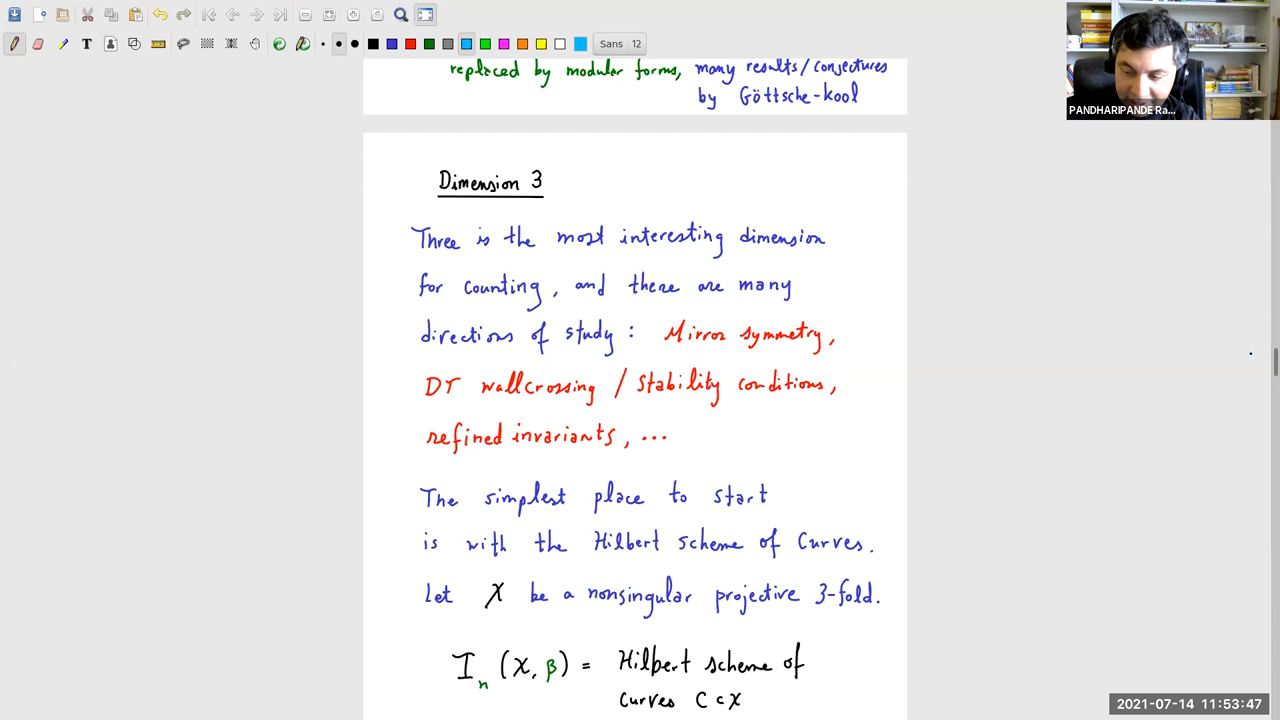 Sans 12
replaced by modular forms, many results/conjectures
by Göttsche-Kool
PANDHARIPANDE Ra...
Dimension 3
Three is the most interesting dimension
for counting, and there are many
directions of study: Mirror symmetry,
DT wallcrossing / Stability conditions,
refined invariants, ...
The simplest place to start
is with the Hilbert scheme of Curves.
Let X be a nonsingular projective 3-fold.
Iₙ (X, β) = Hilbert scheme of
Curves C ⊂ X
2021-07-14 11:53:47